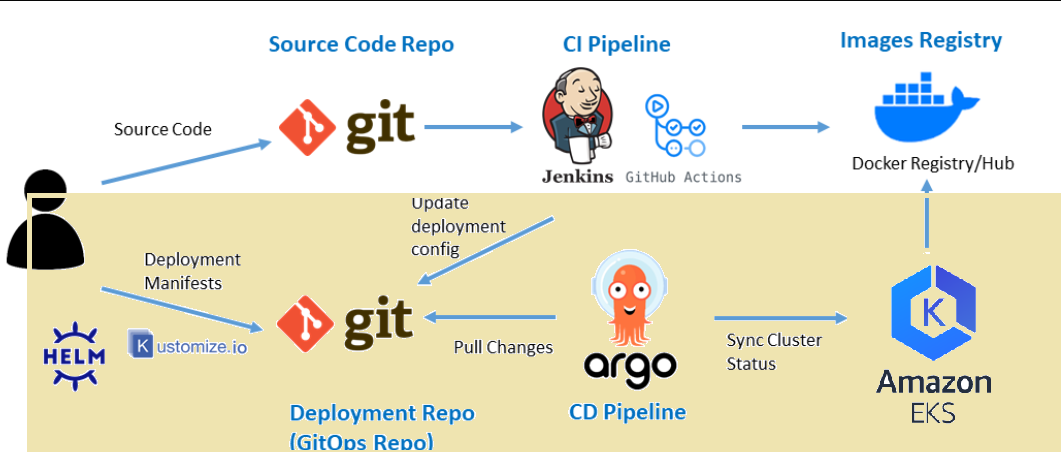 Source Code Repo
CI Pipeline
Images Registry
Source Code
git
Jenkins
GitHub Actions
Docker Registry/Hub
Update
deployment
config
Deployment
Manifests
HELM
Kustomize.io
git
Pull Changes
argo
Sync Cluster
Status
K
Amazon
EKS
Deployment Repo
(GitOps Repo)
CD Pipeline